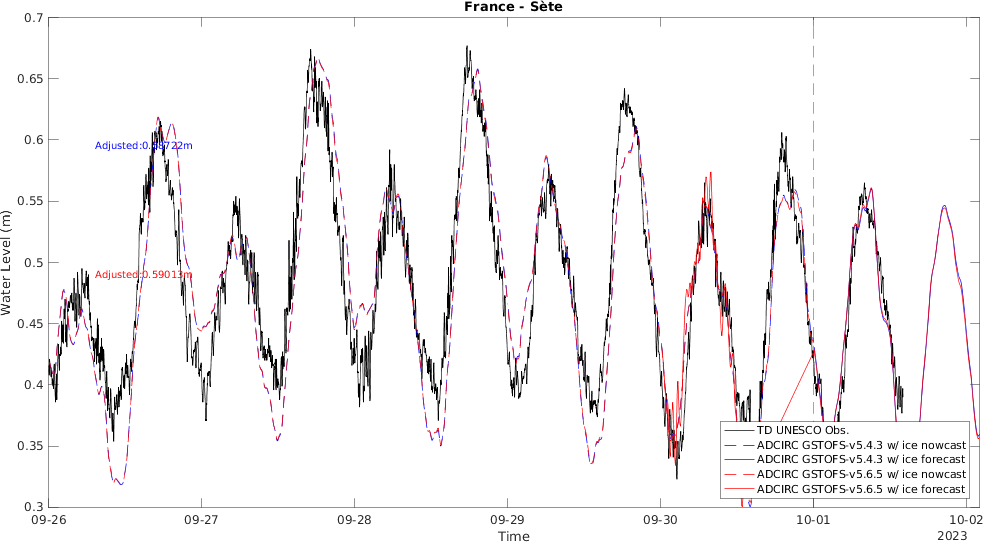 France - Sète
0.7
0.65
0.6
0.55
0.5
0.45
0.4
0.35
0.3
Water Level (m)
Adjusted:0.58722m
Adjusted:0.59013m
TD UNESCO Obs.
ADCIRC GSTOFS-v5.4.3 w/ ice nowcast
ADCIRC GSTOFS-v5.4.3 w/ ice forecast
ADCIRC GSTOFS-v5.6.5 w/ ice nowcast
ADCIRC GSTOFS-v5.6.5 w/ ice forecast
09-26 09-27 09-28 09-29 09-30 10-01 10-02
Time
2023